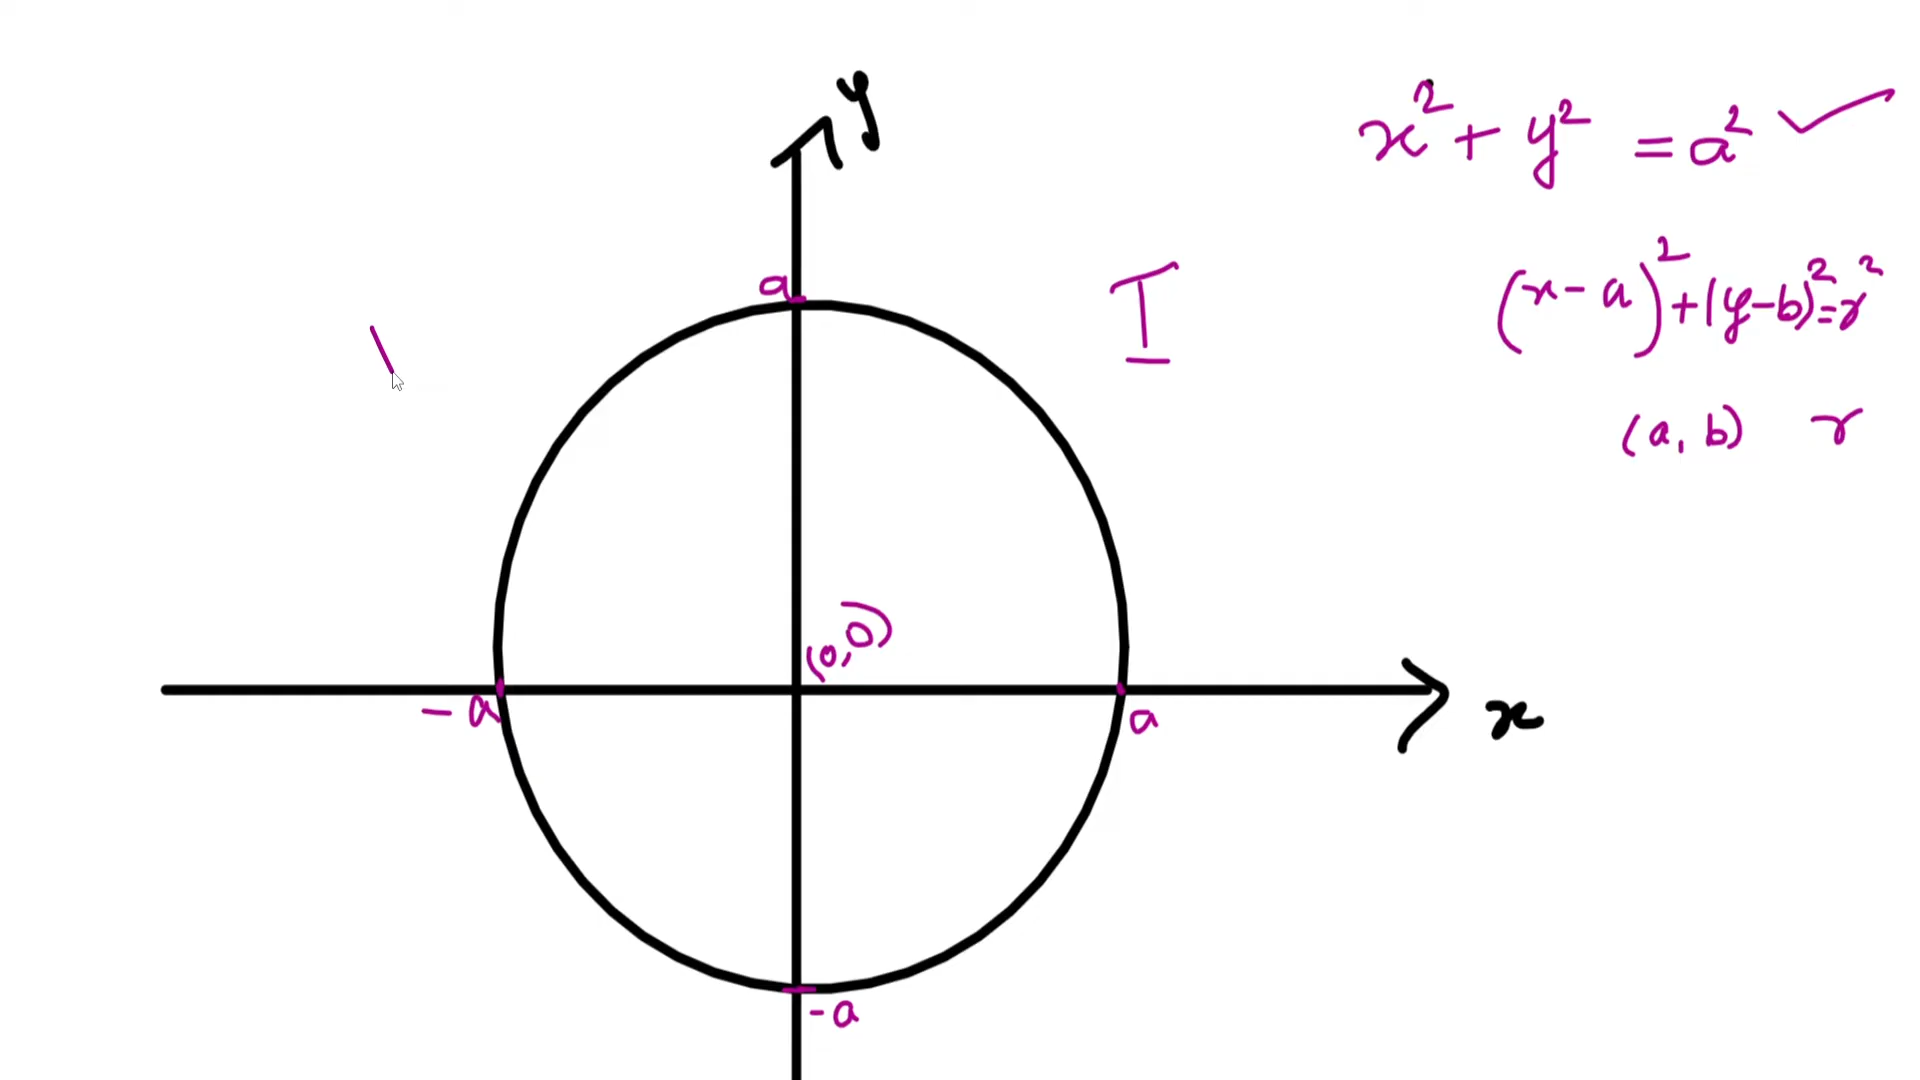 y
x² + y² = a²
a
I
(x-a)²+(y-b)²=r²
(a, b) r
(0,0)
-a
a
x
-a